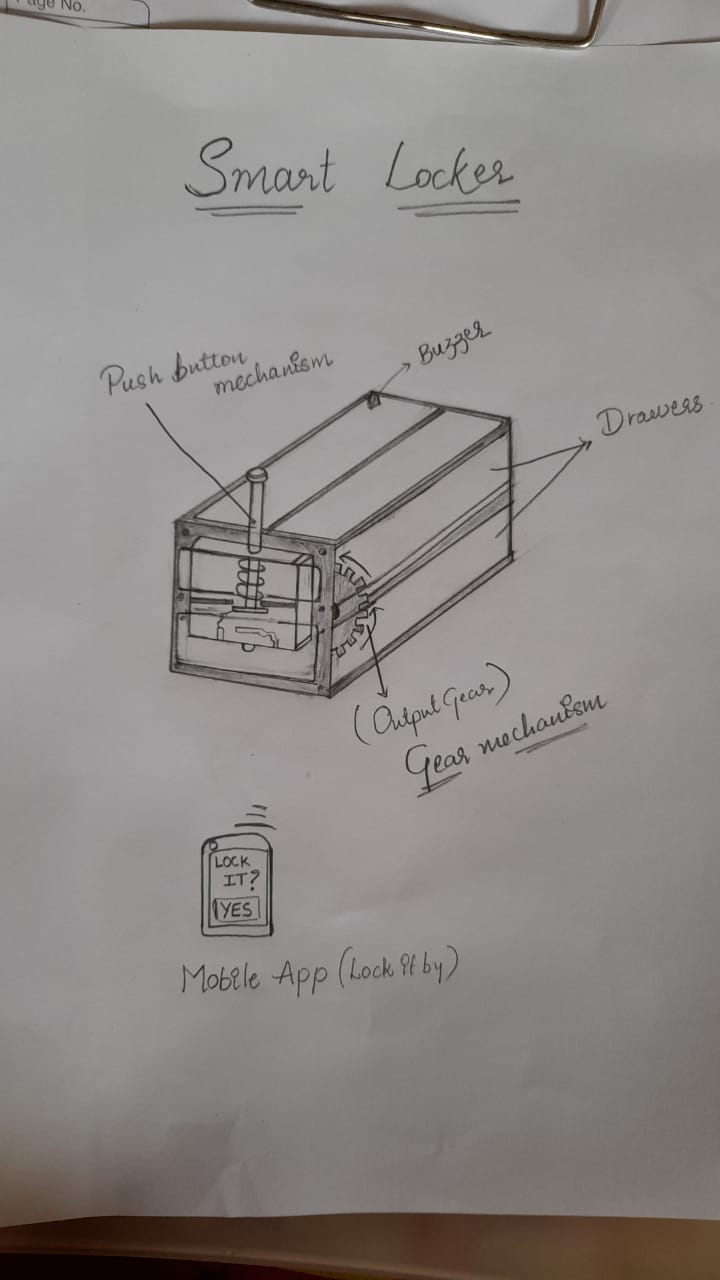 Page No.
Smart Locker
Push button
mechanism
Buzzer
Drawers
(Output Gear)
Gear mechanism
LOCK
IT?
YES
Mobile App (Lock it by)